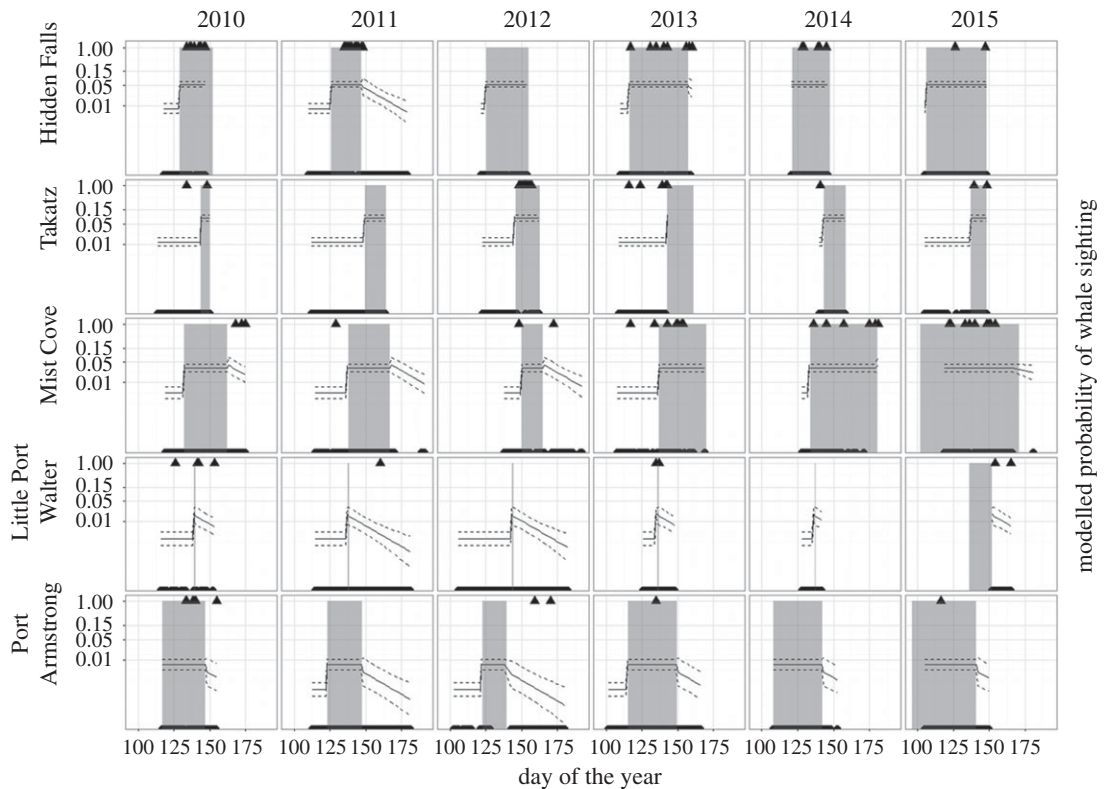 2010 2011 2012 2013 2014 2015
Hidden Falls
1.00
0.15
0.05
0.01
Takatz
1.00
0.15
0.05
0.01
Mist Cove
1.00
0.15
0.05
0.01
Little Port
Walter
1.00
0.15
0.05
0.01
Port
Armstrong
1.00
0.15
0.05
0.01
modelled probability of whale sighting
100 125 150 175 100 125 150 175 100 125 150 175 100 125 150 175 100 125 150 175 100 125 150 175
day of the year